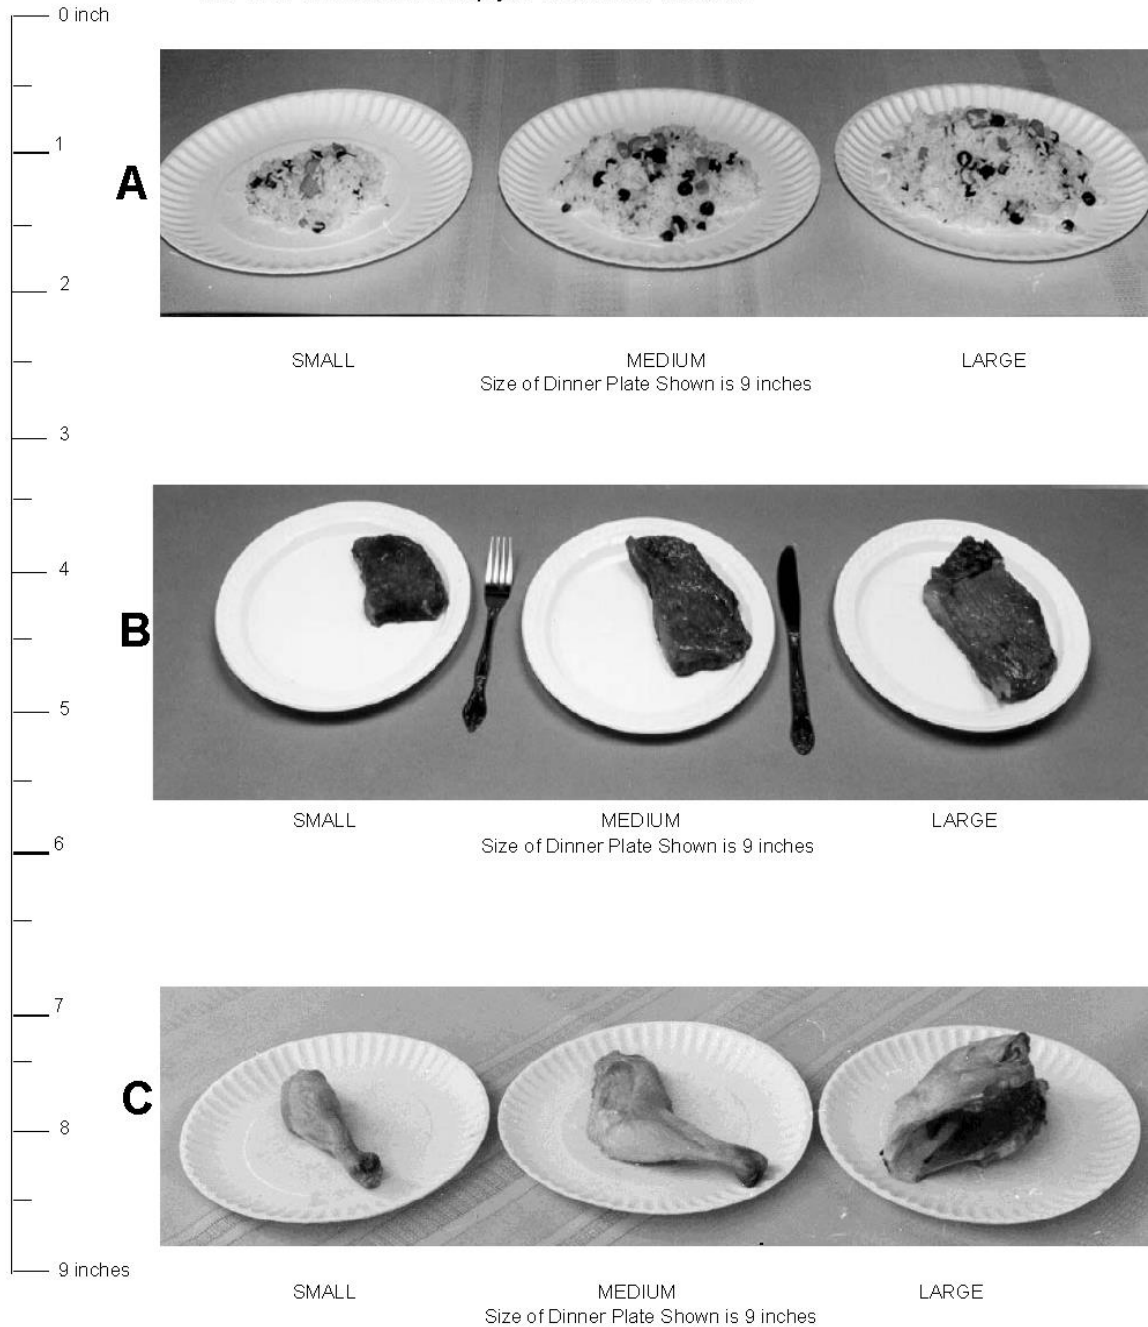 0 inch
1
A
2
SMALL MEDIUM LARGE
Size of Dinner Plate Shown is 9 inches
3
4
B
5
SMALL MEDIUM LARGE
Size of Dinner Plate Shown is 9 inches
6
7
C
8
9 inches
SMALL MEDIUM LARGE
Size of Dinner Plate Shown is 9 inches